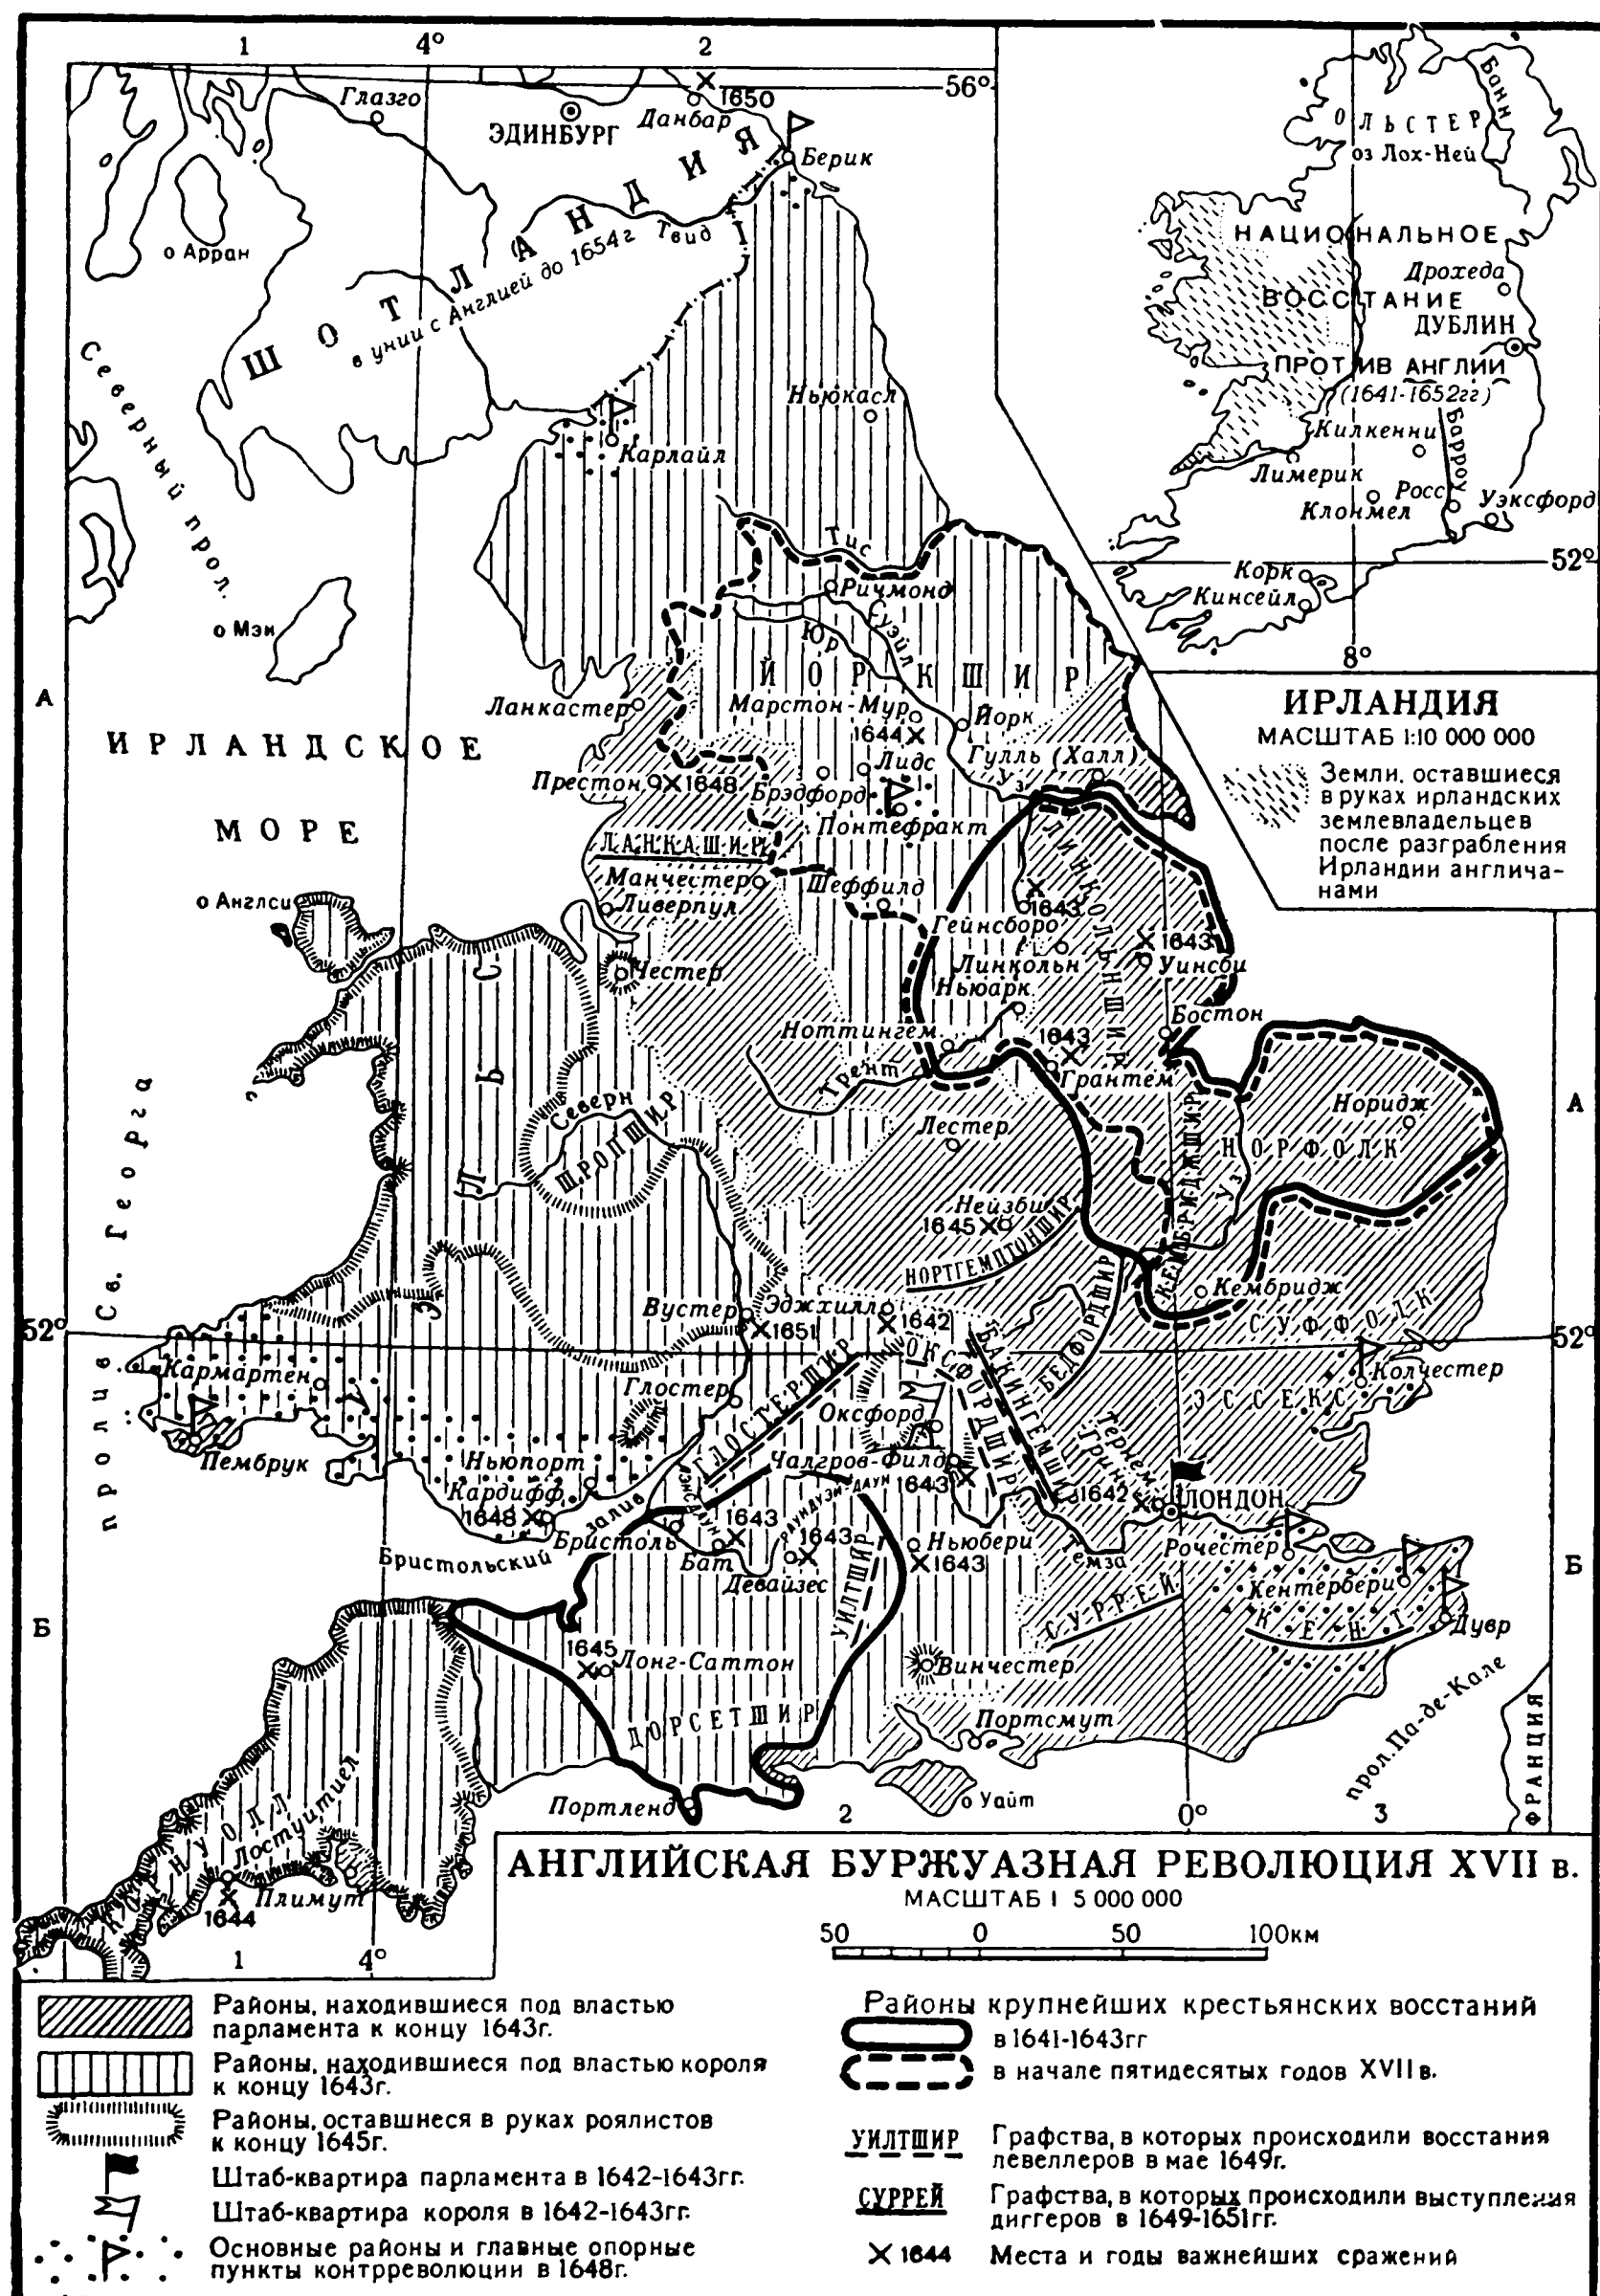 1
4°
2
56°
Глазго
ЭДИНБУРГ
Данбар
1650
Берик
ШОТЛАНДИЯ
в унии с Англией до 1654г
Твид
о Арран
Северный прол.
Ньюкасл
Карлайл
Тис
Ричмонд
Юр
о Мэн
ЙОРКШИР
А
Ланкастер
Марстон-Мур
1644
Йорк
ИРЛАНДСКОЕ
МОРЕ
Лидс
Гулль (Халл)
Уз
Престон
1648
Брэдфорд
Понтефракт
ЛАНКАШИР
Манчестер
Шеффилд
ЛИНКОЛЬНШИР
о Англси
Ливерпул
1643
Гейнсборо
1643
Уинсби
Честер
Линкольн
Ньюарк
Ноттингем
Бостон
1643
Грантем
Трент
УЭЛЬС
Северн
ШРОПШИР
Лестер
Норидж
НОРФОЛК
А
КЕМБРИДЖШИР
Уз
пролив Св. Георга
Нейзби
1645
НОРТГЕМПТОНШИР
БЕДФОРДШИР
Кембридж
СУФФОЛК
52°
Вустер
1651
Эджхилл
1642
52°
Кармартен
Глостер
ГЛОСТЕРШИР
ОКСФОРДШИР
БАКИНГЕМШИР
Колчестер
ЭССЕКС
Оксфорд
Пембрук
Ньюпорт
Чалгров-Филд
1643
Тернем
Грин
1642
ЛОНДОН
Кардифф
1648
Бристольский
залив
Бристоль
РАУНДУЭЙ-ДАУН
1643
Бат
1643
Девайзес
Ньюбери
1643
Темза
Рочестер
Кентербери
Б
КЕНТ
Дувр
Б
УИЛТШИР
СУРРЕЙ
1645
Лонг-Саттон
Винчестер
ДОРСЕТШИР
Портсмут
прол. Па-де-Кале
ФРАНЦИЯ
Портленд
2
о Уайт
0°
3
КОРНУОЛЛ
Лостуитиел
Плимут
1644
1
4°
ОЛЬСТЕР
Банн
оз Лох-Ней
НАЦИОНАЛЬНОЕ
Дрохеда
ВОССТАНИЕ
ДУБЛИН
ПРОТИВ АНГЛИИ
(1641-1652гг)
Килкенни
Барроу
Лимерик
Росс
Уэксфорд
Клонмел
52°
Корк
Кинсейл
8°
ИРЛАНДИЯ
МАСШТАБ 1:10 000 000
Земли, оставшиеся
в руках ирландских
землевладельцев
после разграбления
Ирландии англича-
нами
АНГЛИЙСКАЯ БУРЖУАЗНАЯ РЕВОЛЮЦИЯ XVII в.
МАСШТАБ 1 5 000 000
50 0 50 100км
Районы, находившиеся под властью
парламента к концу 1643г.
Районы, находившиеся под властью короля
к концу 1643г.
Районы, оставшиеся в руках роялистов
к концу 1645г.
Штаб-квартира парламента в 1642-1643гг.
Штаб-квартира короля в 1642-1643гг.
Основные районы и главные опорные
пункты контрреволюции в 1648г.
Районы крупнейших крестьянских восстаний
в 1641-1643гг
в начале пятидесятых годов XVII в.
УИЛТШИР
Графства, в которых происходили восстания
левеллеров в мае 1649г.
СУРРЕЙ
Графства, в которых происходили выступления
диггеров в 1649-1651гг.
1644
Места и годы важнейших сражений